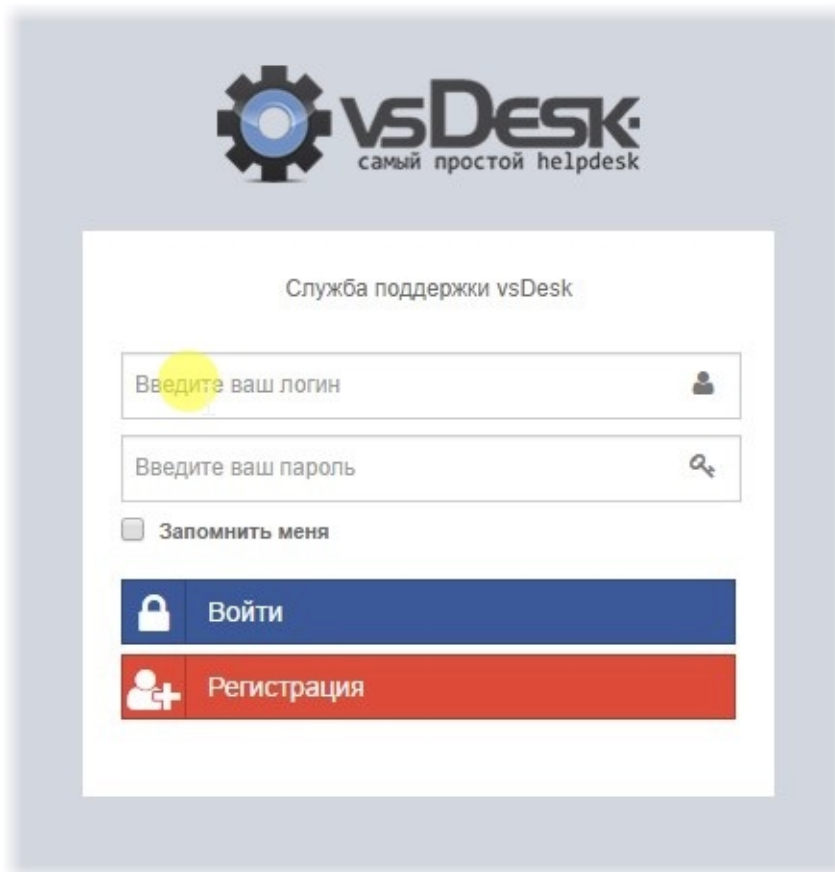 vsDesk
самый простой helpdesk
Служба поддержки vsDesk
Введите ваш логин
Введите ваш пароль
Запомнить меня
Войти
Регистрация